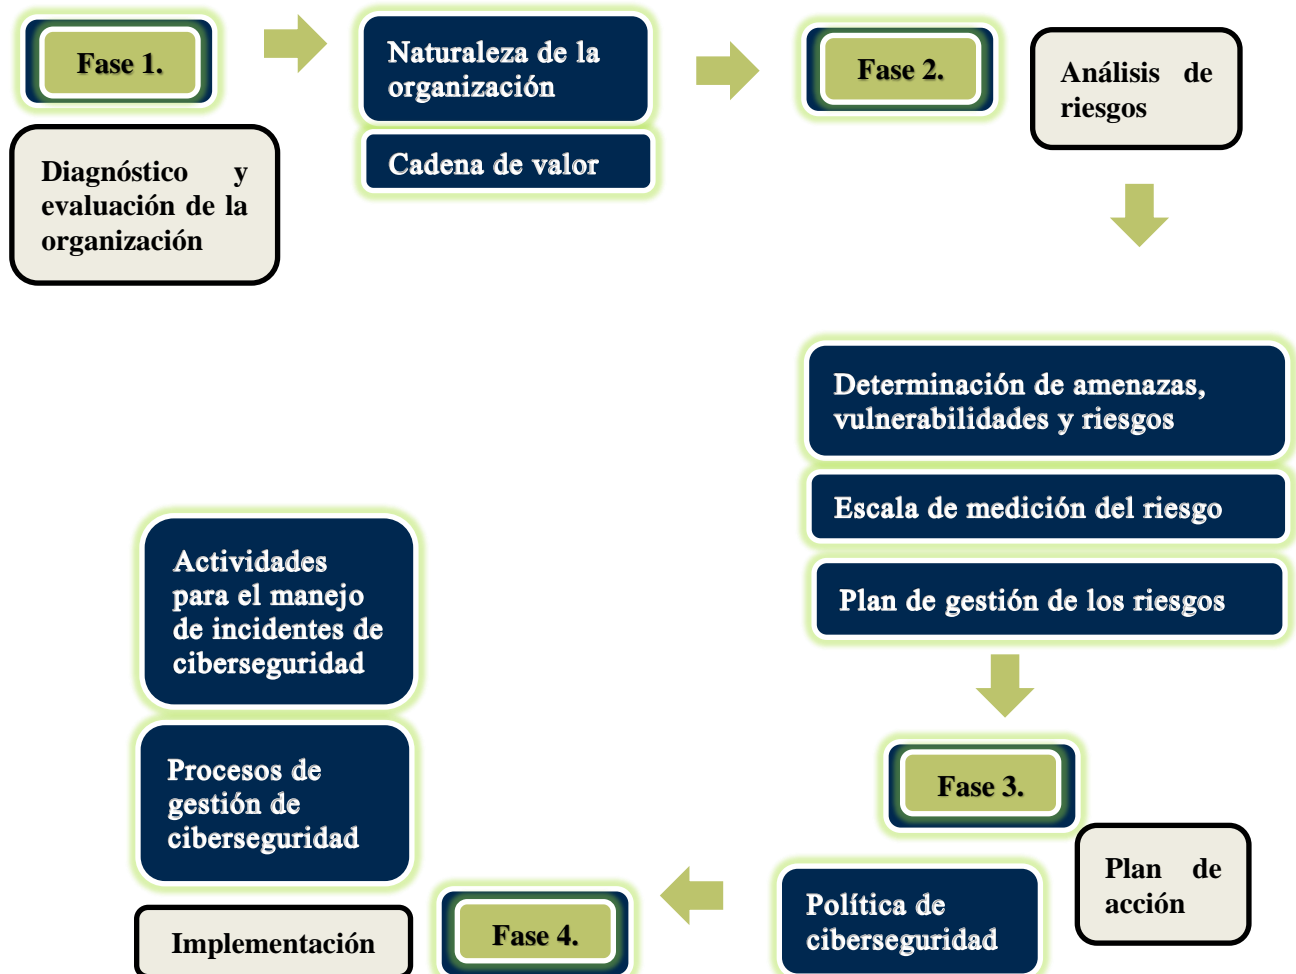 Fase 1.
Diagnóstico y
evaluación de la
organización
Naturaleza de la
organización
Cadena de valor
Fase 2.
Análisis de
riesgos
Determinación de amenazas,
vulnerabilidades y riesgos
Escala de medición del riesgo
Plan de gestión de los riesgos
Fase 3.
Plan de
acción
Política de
ciberseguridad
Fase 4.
Implementación
Actividades
para el manejo
de incidentes de
ciberseguridad
Procesos de
gestión de
ciberseguridad